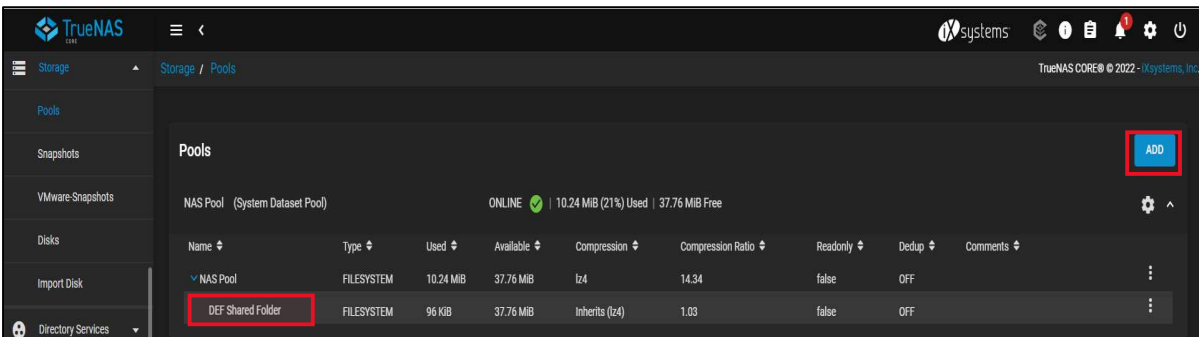 TrueNAS
CORE
iXsystems
1
Storage
Storage / Pools
TrueNAS CORE® © 2022 - iXsystems, Inc.
Pools
Snapshots
VMware-Snapshots
Disks
Import Disk
Directory Services
Pools
ADD
NAS Pool (System Dataset Pool) ONLINE | 10.24 MiB (21%) Used | 37.76 MiB Free
Name Type Used Available Compression Compression Ratio Readonly Dedup Comments
NAS Pool FILESYSTEM 10.24 MiB 37.76 MiB lz4 14.34 false OFF
DEF Shared Folder FILESYSTEM 96 KiB 37.76 MiB Inherits (lz4) 1.03 false OFF